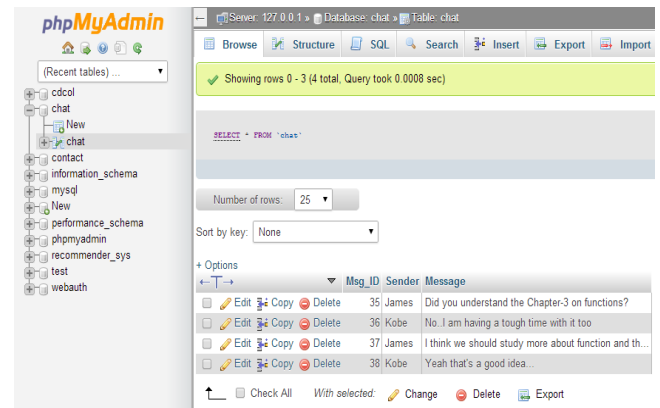 phpMyAdmin
(Recent tables) ...
cdcol
chat
New
chat
contact
information_schema
mysql
New
performance_schema
phpmyadmin
recommender_sys
test
webauth
Server: 127.0.0.1 » Database: chat » Table: chat
Browse Structure SQL Search Insert Export Import
Showing rows 0 - 3 (4 total, Query took 0.0008 sec)
SELECT * FROM `chat`
Number of rows: 25
Sort by key: None
+ Options
←T→ Msg_ID Sender Message
Edit Copy Delete 35 James Did you understand the Chapter-3 on functions?
Edit Copy Delete 36 Kobe No..I am having a tough time with it too
Edit Copy Delete 37 James I think we should study more about function and th...
Edit Copy Delete 38 Kobe Yeah that's a good idea...
Check All With selected: Change Delete Export